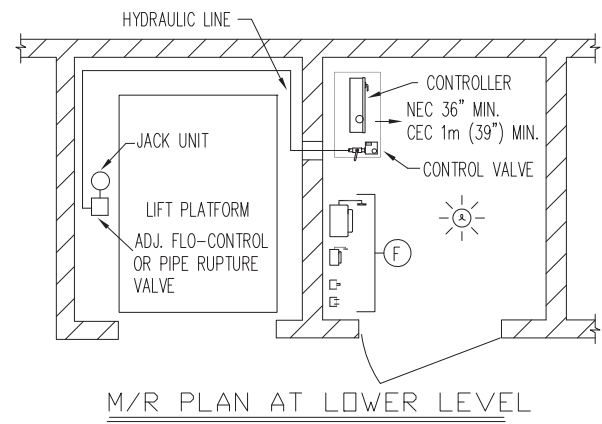 HYDRAULIC LINE
CONTROLLER
NEC 36" MIN.
CEC 1m (39") MIN.
JACK UNIT
CONTROL VALVE
LIFT PLATFORM
ADJ. FLO-CONTROL
OR PIPE RUPTURE
VALVE
F
M/R PLAN AT LOWER LEVEL